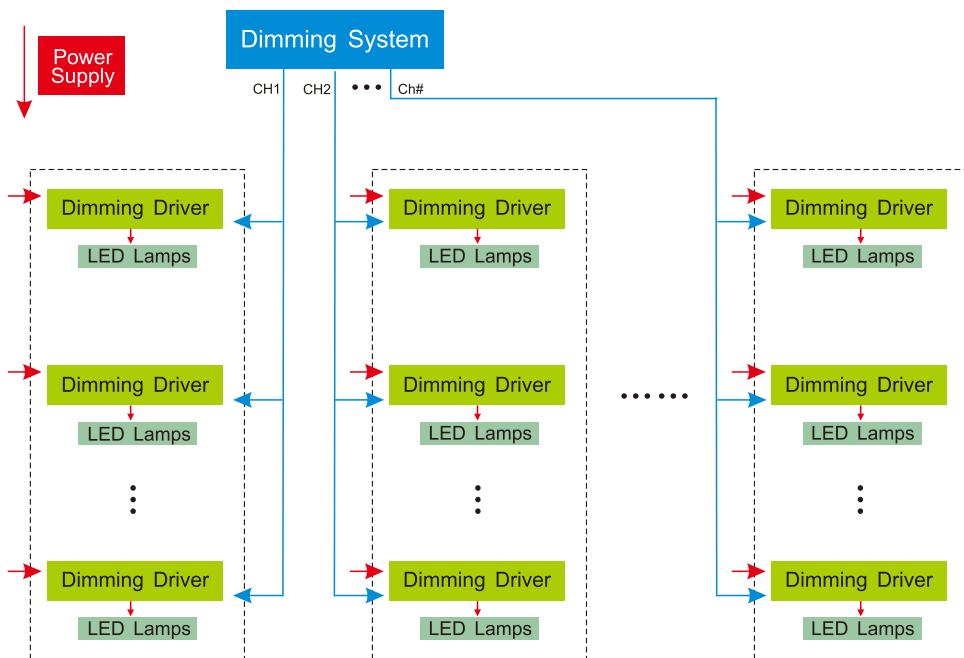 Dimming System
Power
Supply
CH1 CH2 ••• Ch#
Dimming Driver Dimming Driver Dimming Driver
LED Lamps LED Lamps LED Lamps
Dimming Driver Dimming Driver Dimming Driver
LED Lamps LED Lamps LED Lamps
Dimming Driver Dimming Driver Dimming Driver
LED Lamps LED Lamps LED Lamps